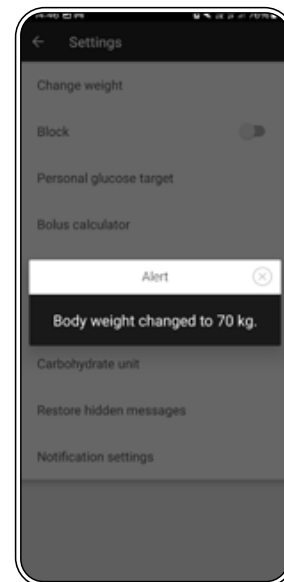 Settings
Change weight
Block
Personal glucose target
Bolus calculator
Alert
Body weight changed to 70 kg.
Carbohydrate unit
Restore hidden messages
Notification settings